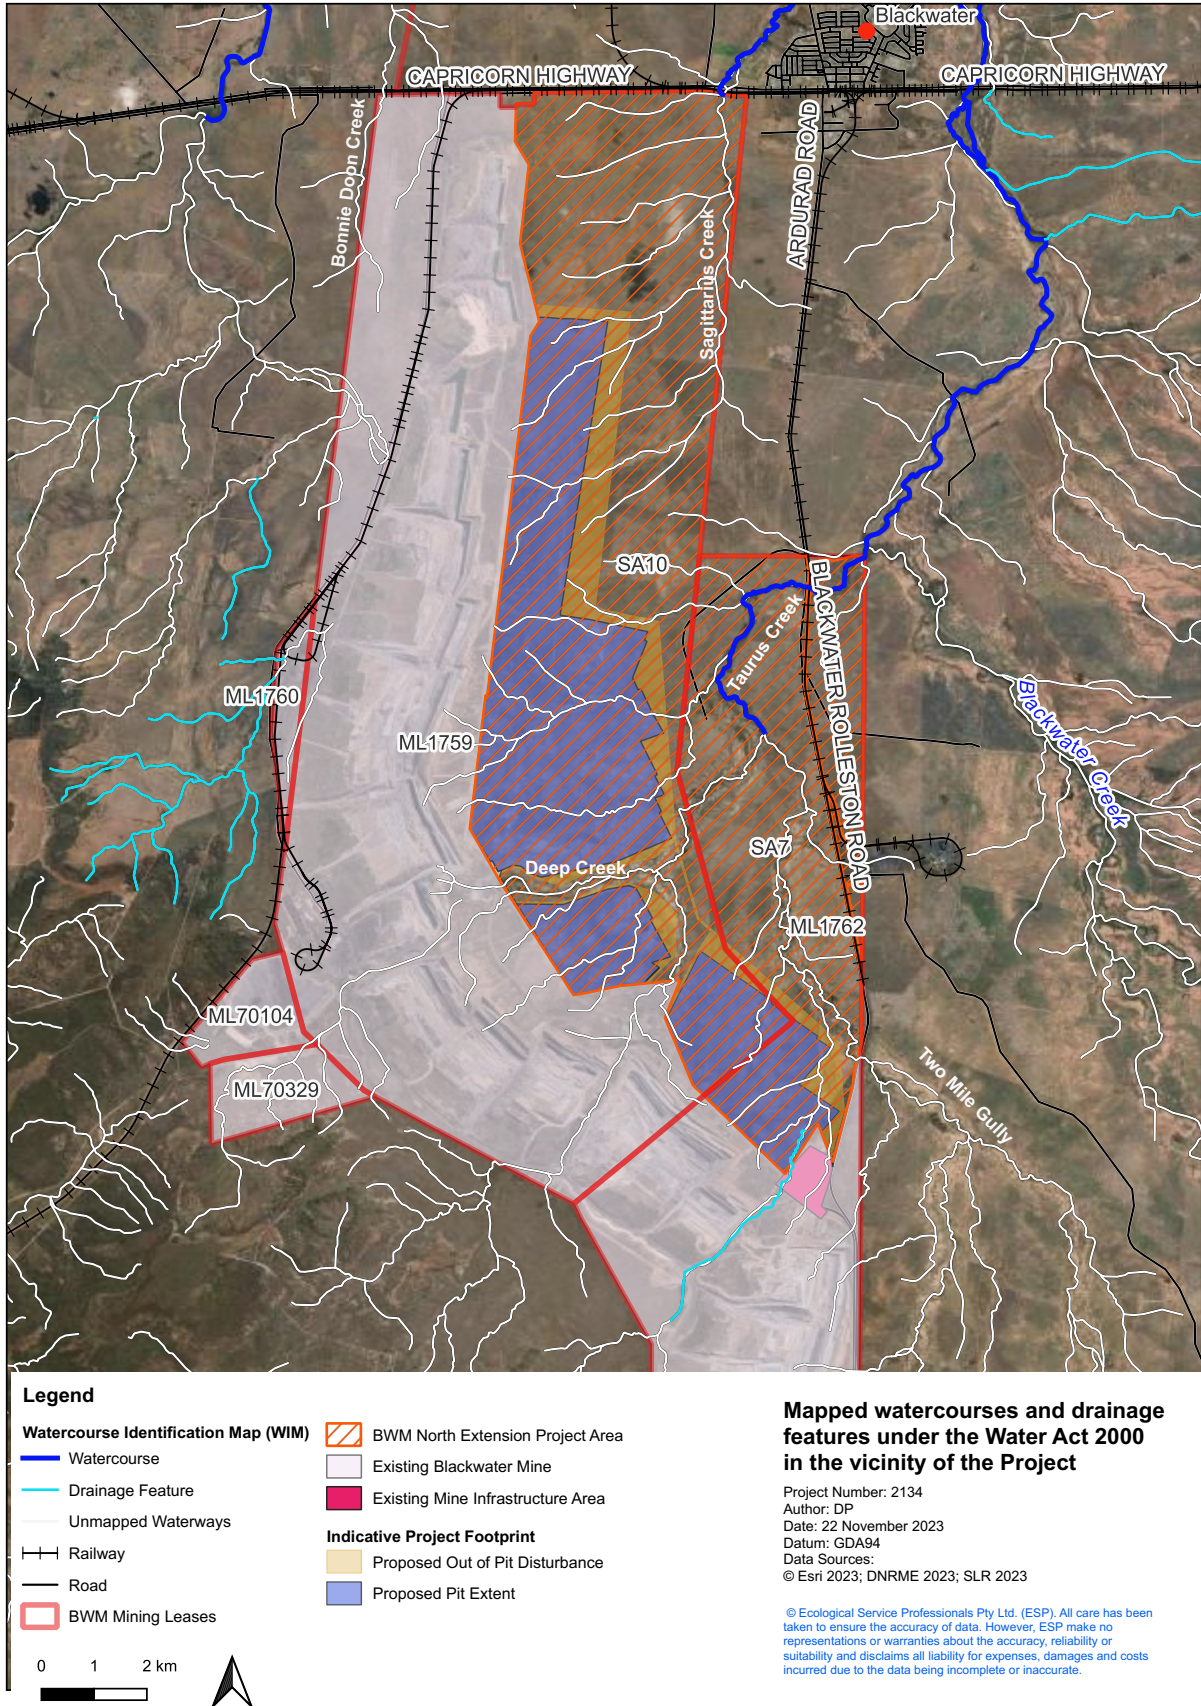 Blackwater
CAPRICORN HIGHWAY
CAPRICORN HIGHWAY
Bonnie Doon Creek
ARDURAD ROAD
Sagittarius Creek
SA10
Taurus Creek
BLACKWATER ROLLESTON ROAD
ML1760
ML1759
Blackwater Creek
SA7
Deep Creek
ML1762
ML70104
Two Mile Gully
ML70329
Legend
Watercourse Identification Map (WIM)
Watercourse
Drainage Feature
Unmapped Waterways
Railway
Road
BWM Mining Leases
0 1 2 km
BWM North Extension Project Area
Existing Blackwater Mine
Existing Mine Infrastructure Area
Indicative Project Footprint
Proposed Out of Pit Disturbance
Proposed Pit Extent
Mapped watercourses and drainage
features under the Water Act 2000
in the vicinity of the Project
Project Number: 2134
Author: DP
Date: 22 November 2023
Datum: GDA94
Data Sources:
© Esri 2023; DNRME 2023; SLR 2023
© Ecological Service Professionals Pty Ltd. (ESP). All care has been
taken to ensure the accuracy of data. However, ESP make no
representations or warranties about the accuracy, reliability or
suitability and disclaims all liability for expenses, damages and costs
incurred due to the data being incomplete or inaccurate.